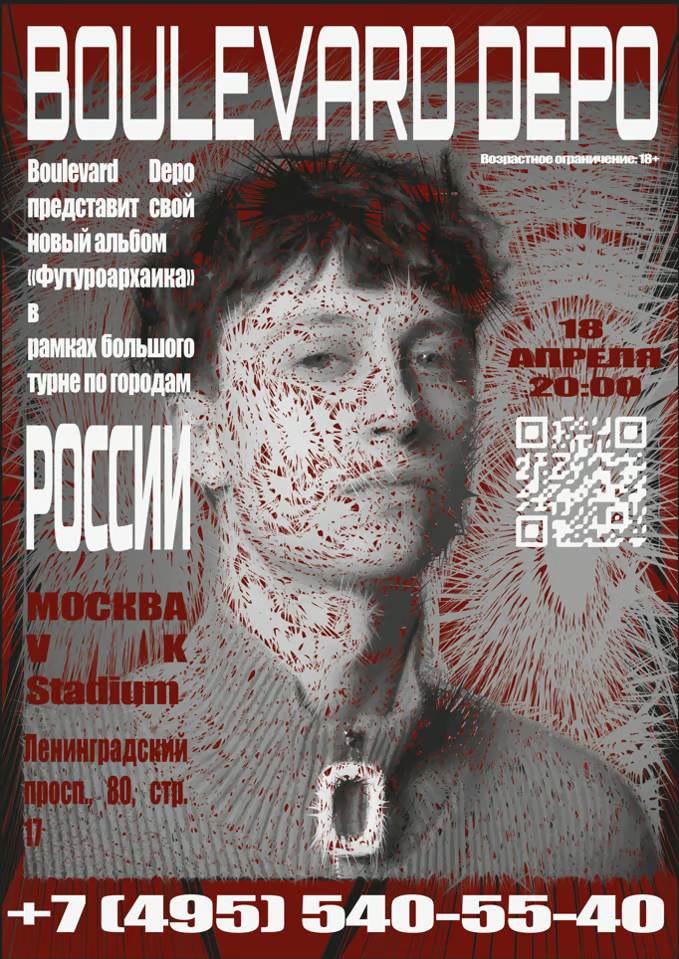 BOULEVARD DEPO
Возрастное ограничение: 18+
Boulevard Depo
представит свой
новый альбом
«Футуроархаика»
в
рамках большого
турне по городам
РОССИИ
18
АПРЕЛЯ
20:00
МОСКВА
V K
Stadium
Ленинградский
просп., 80, стр.
17
+7 (495) 540-55-40